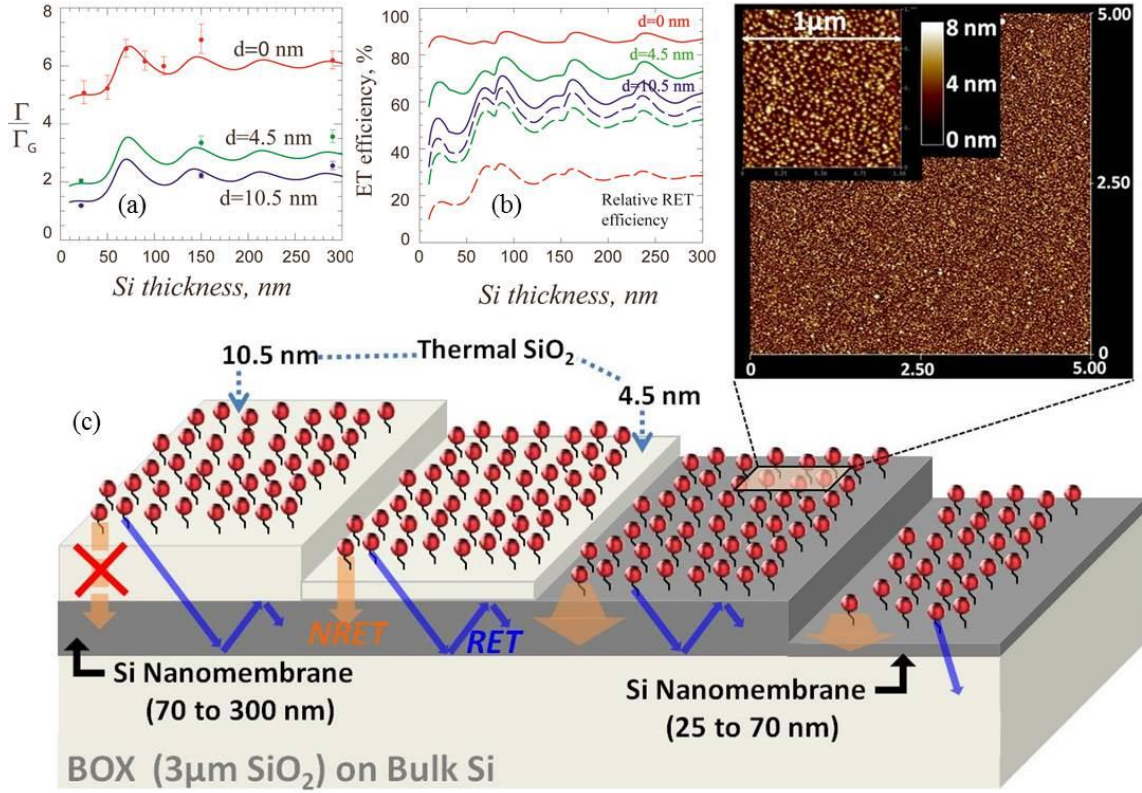 6
4
2
0
Γ
Γ_G
d=0 nm
d=4.5 nm
d=10.5 nm
(a)
0 50 100 150 200 250 300
Si thickness, nm
100
80
60
40
20
0
ET efficiency, %
d=0 nm
d=4.5 nm
d=10.5 nm
(b)
Relative RET
efficiency
0 50 100 150 200 250 300
Si thickness, nm
1μm
8 nm
4 nm
0 nm
5.00
2.50
0
0 2.50 5.00
10.5 nm
Thermal SiO₂
4.5 nm
(c)
NRET
RET
Si Nanomembrane
(70 to 300 nm)
Si Nanomembrane
(25 to 70 nm)
BOX (3μm SiO₂) on Bulk Si